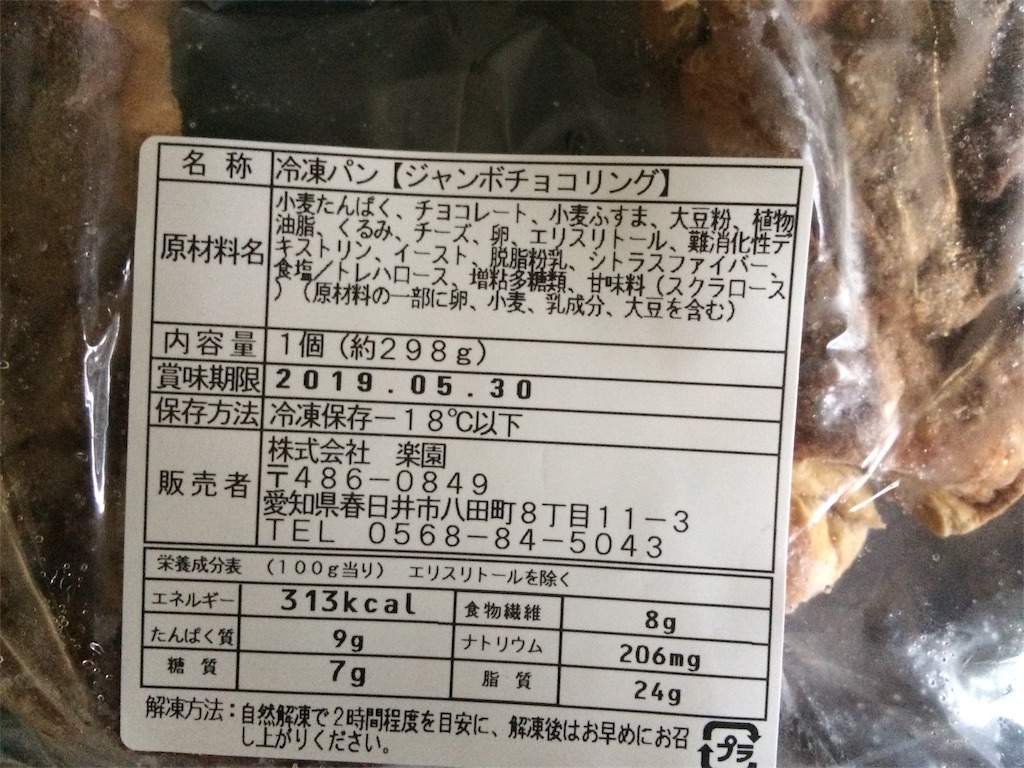 名称 冷凍パン【ジャンボチョコリング】
原材料名 小麦たんぱく、チョコレート、小麦ふすま、大豆粉、植物
油脂、くるみ、チーズ、卵、エリスリトール、難消化性デ
キストリン、イースト、脱脂粉乳、シトラスファイバー、
食塩／トレハロース、増粘多糖類、甘味料（スクラロース
）（原材料の一部に卵、小麦、乳成分、大豆を含む）
内容量 1個（約298g）
賞味期限 2019.05.30
保存方法 冷凍保存－18℃以下
販売者 株式会社　楽園
〒486－0849
愛知県春日井市八田町8丁目11－3
TEL　0568－84－5043
栄養成分表　（100g当り）　エリスリトールを除く
エネルギー 313kcal 食物繊維 8g
たんぱく質 9g ナトリウム 206mg
糖質 7g 脂質 24g
解凍方法：自然解凍で2時間程度を目安に、解凍後はお早めにお召
し上がりください。
プラ